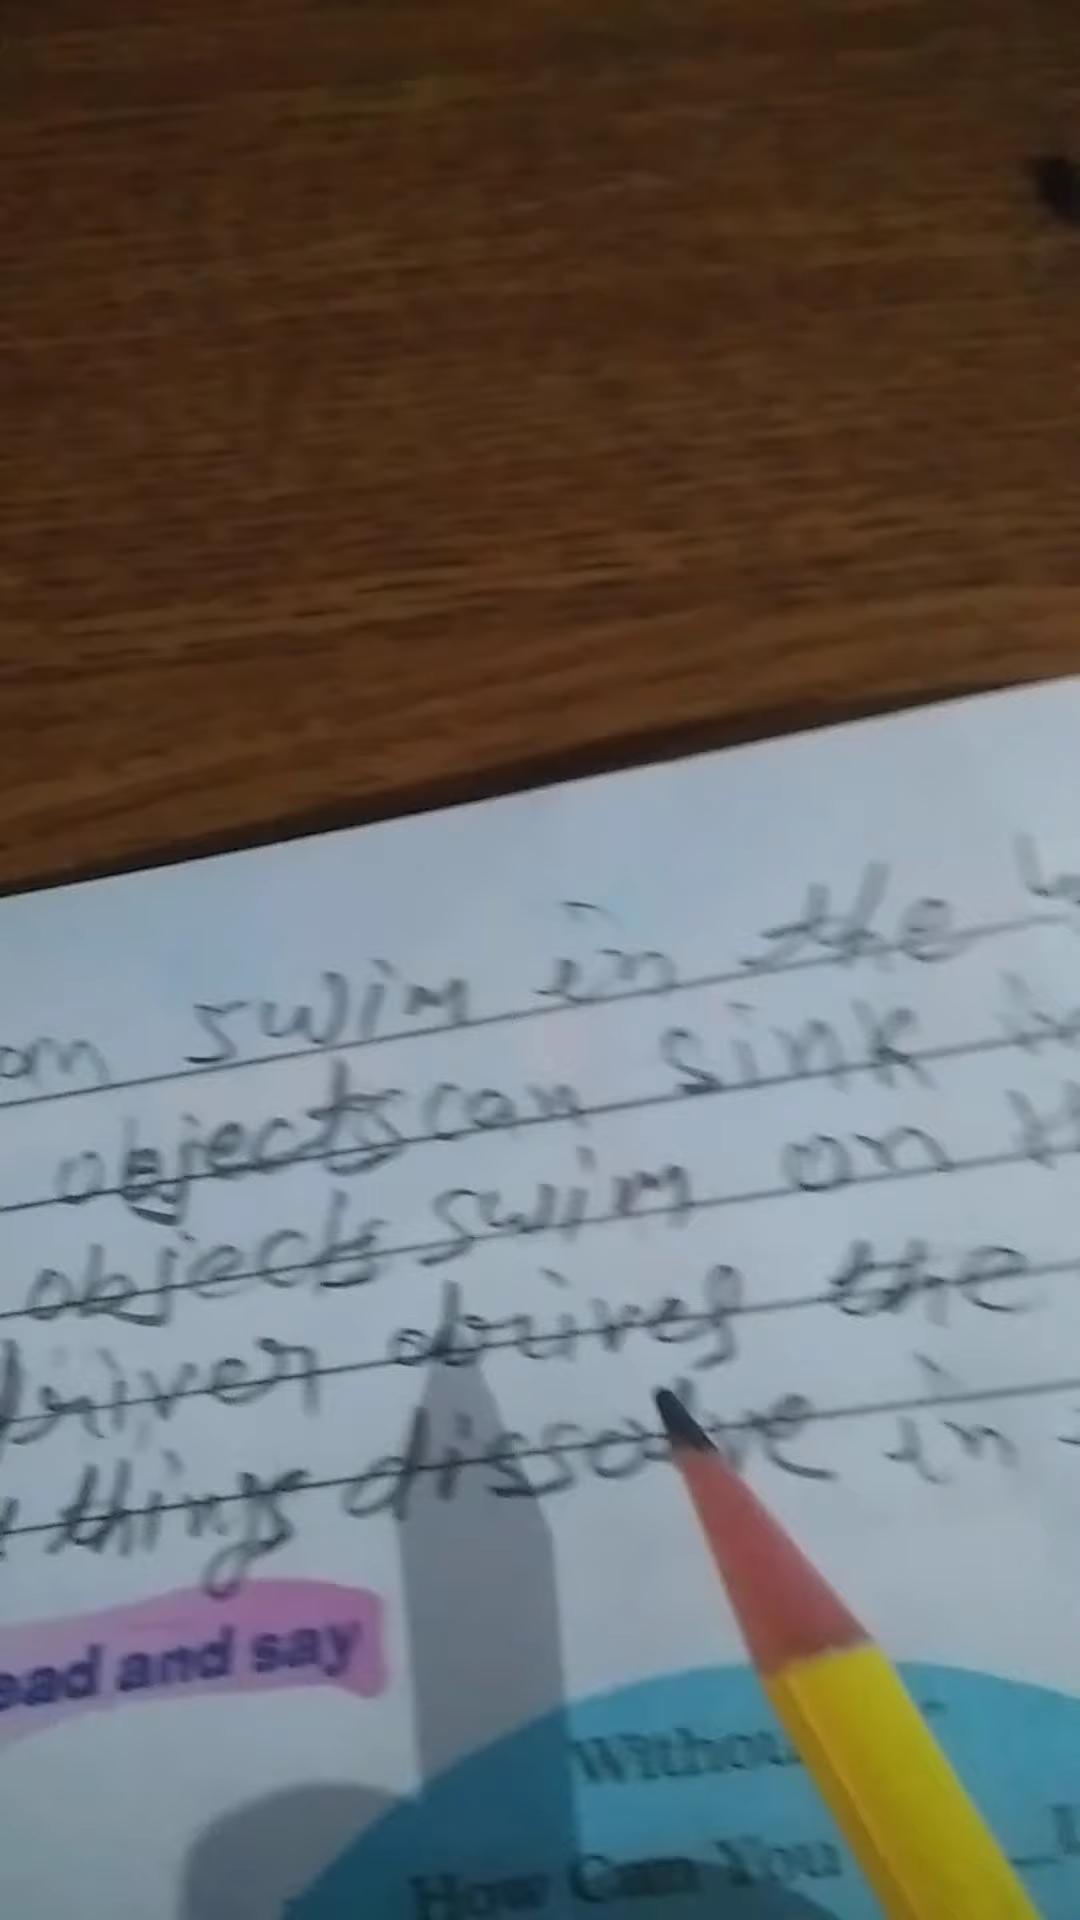 swim in the
objects can sink in
objects swim on
driver drives the
things dissolve in
ead and say
Withou
How Can You